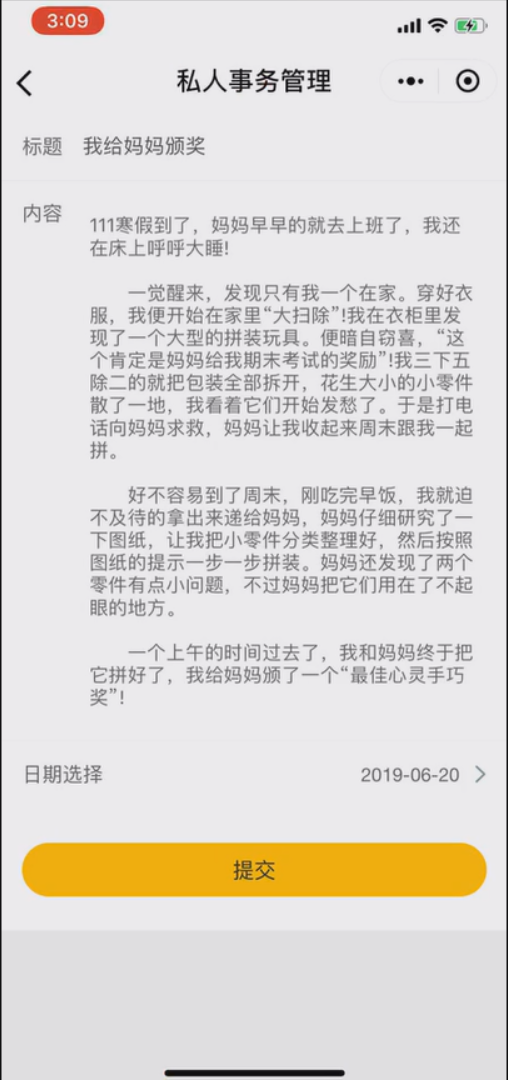 3:09
私人事务管理
标题 我给妈妈颁奖
内容
111寒假到了，妈妈早早的就去上班了，我还
在床上呼呼大睡!
一觉醒来，发现只有我一个在家。穿好衣
服，我便开始在家里“大扫除”!我在衣柜里发
现了一个大型的拼装玩具。便暗自窃喜，“这
个肯定是妈妈给我期末考试的奖励”!我三下五
除二的就把包装全部拆开，花生大小的小零件
散了一地，我看着它们开始发愁了。于是打电
话向妈妈求救，妈妈让我收起来周末跟我一起
拼。
好不容易到了周末，刚吃完早饭，我就迫
不及待的拿出来递给妈妈，妈妈仔细研究了一
下图纸，让我把小零件分类整理好，然后按照
图纸的提示一步一步拼装。妈妈还发现了两个
零件有点小问题，不过妈妈把它们用在了不起
眼的地方。
一个上午的时间过去了，我和妈妈终于把
它拼好了，我给妈妈颁了一个“最佳心灵手巧
奖”!
日期选择 2019-06-20
提交